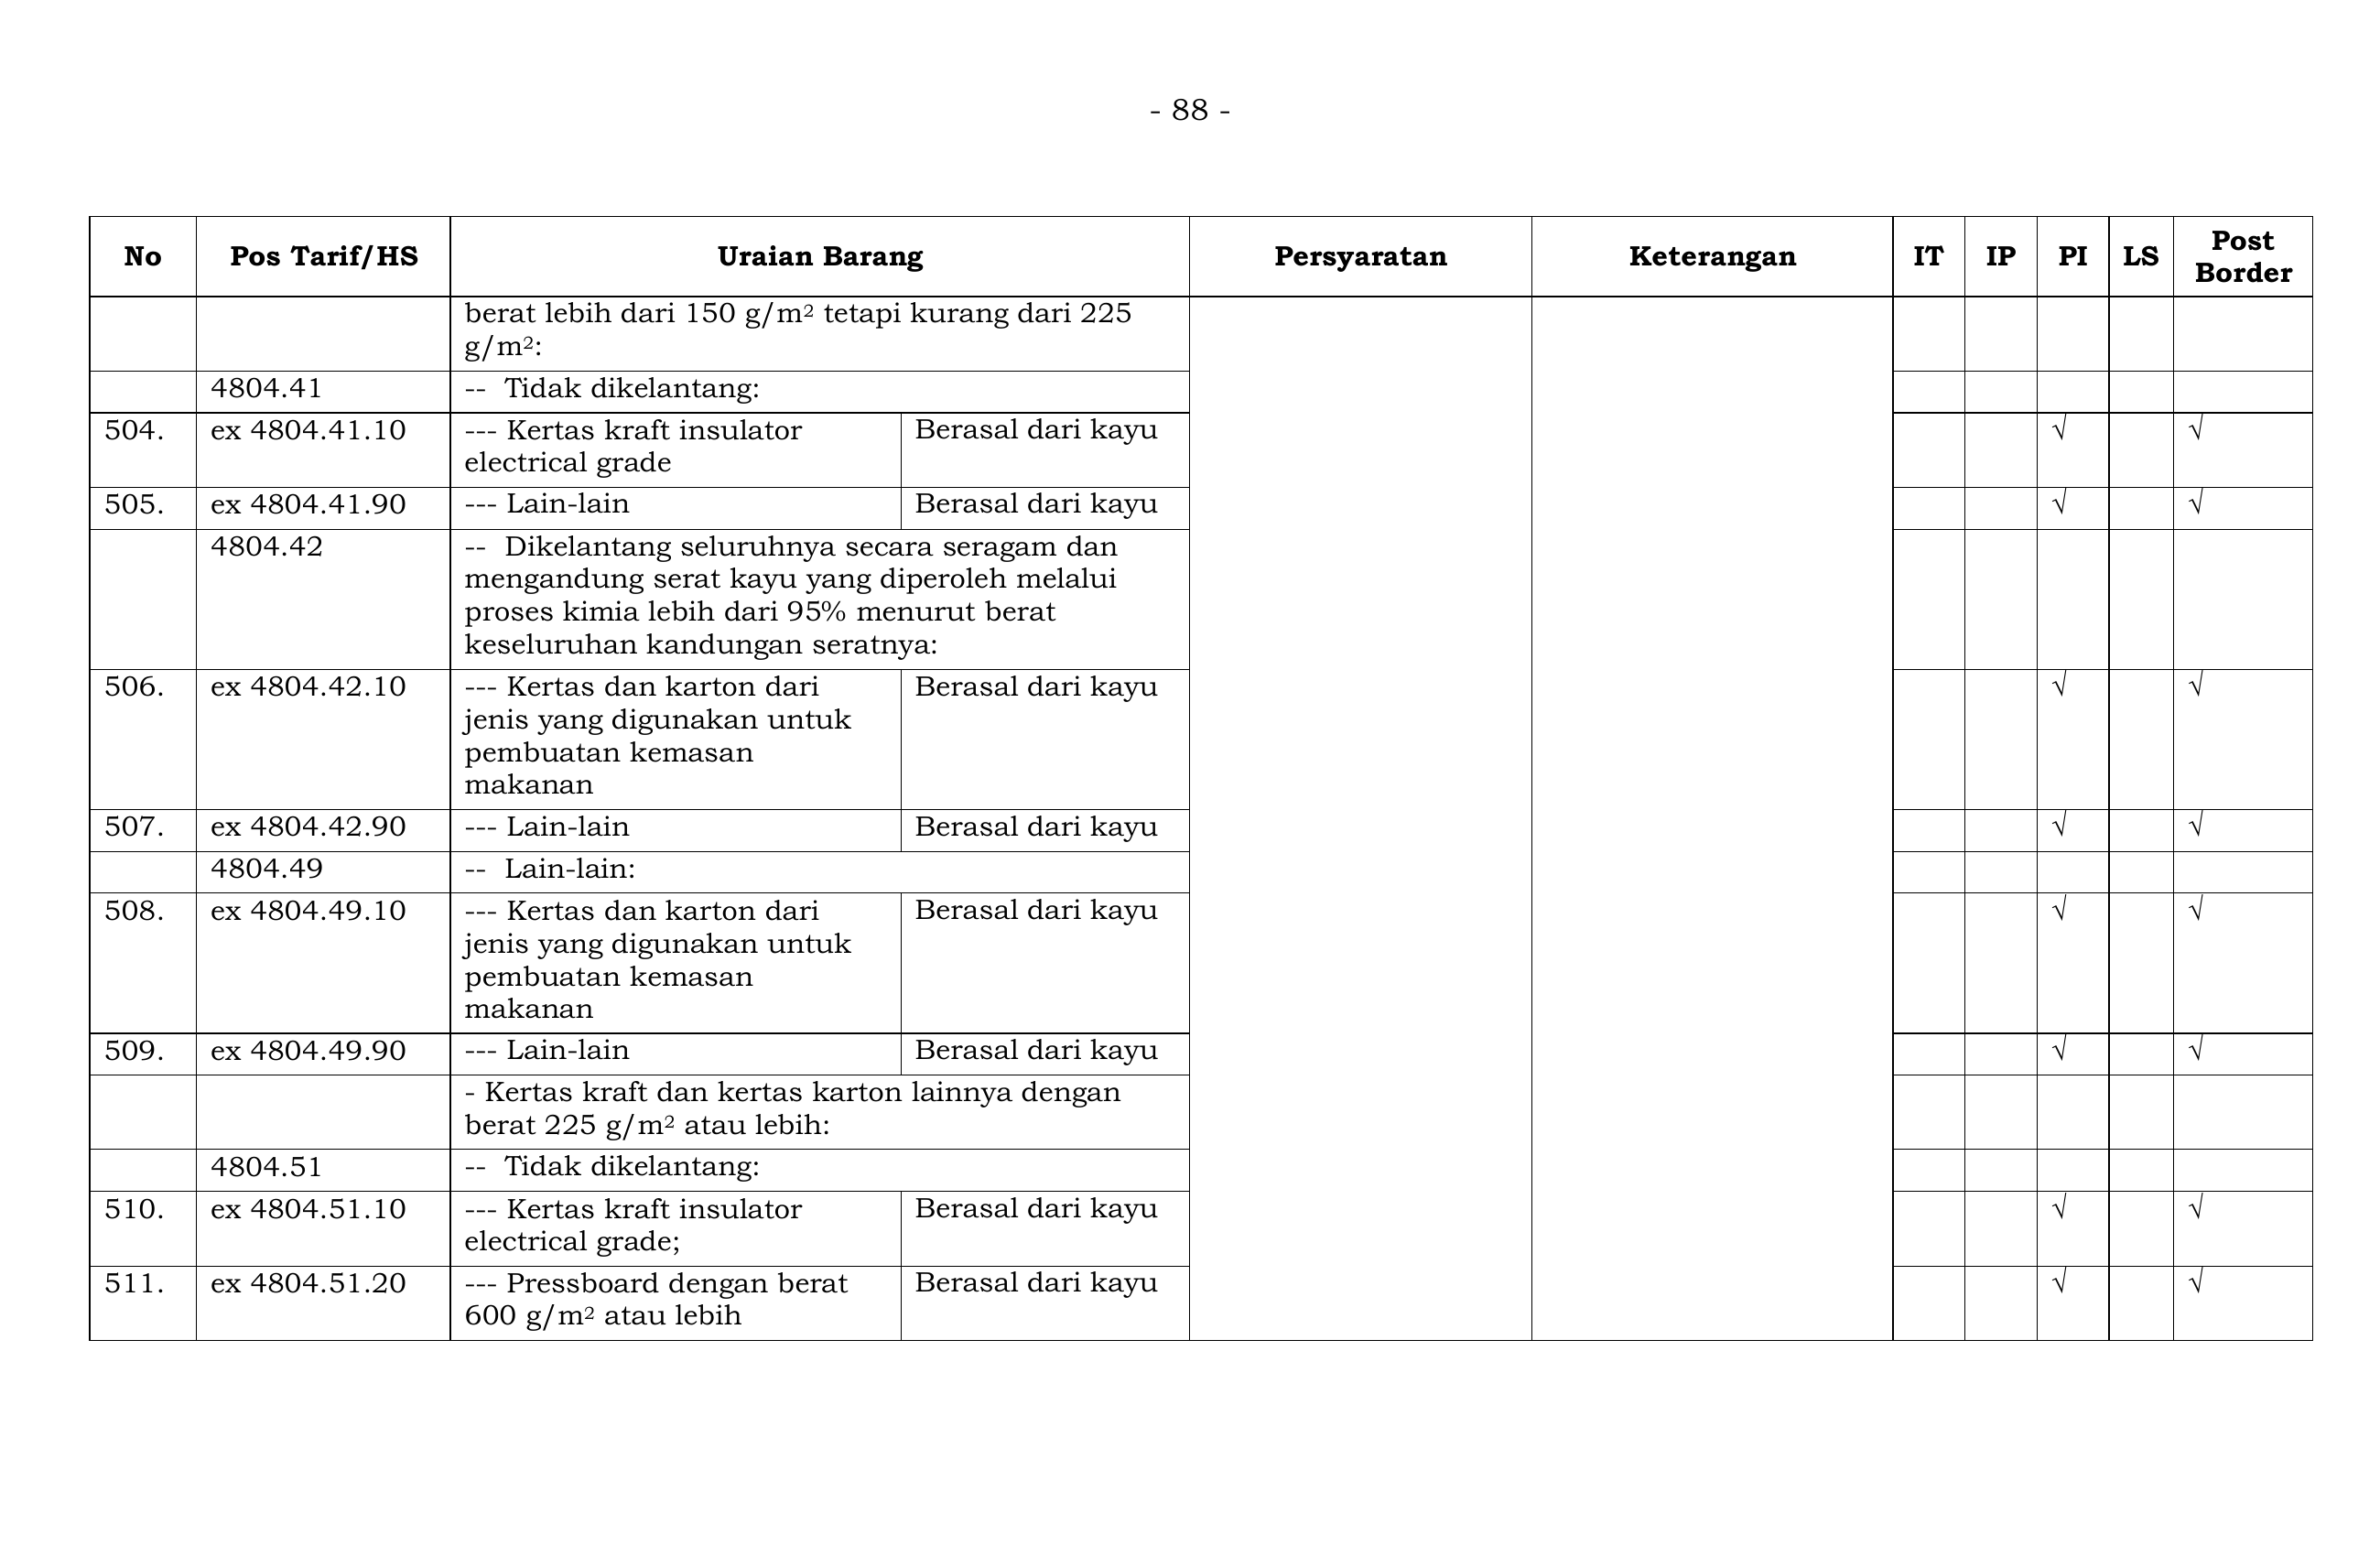 - 88 -
No Pos Tarif/HS Uraian Barang Persyaratan Keterangan IT IP PI LS Post Border
berat lebih dari 150 g/m² tetapi kurang dari 225
g/m²:
4804.41 -- Tidak dikelantang:
504. ex 4804.41.10 --- Kertas kraft insulator Berasal dari kayu √ √
electrical grade
505. ex 4804.41.90 --- Lain-lain Berasal dari kayu √ √
4804.42 -- Dikelantang seluruhnya secara seragam dan
mengandung serat kayu yang diperoleh melalui
proses kimia lebih dari 95% menurut berat
keseluruhan kandungan seratnya:
506. ex 4804.42.10 --- Kertas dan karton dari Berasal dari kayu √ √
jenis yang digunakan untuk
pembuatan kemasan
makanan
507. ex 4804.42.90 --- Lain-lain Berasal dari kayu √ √
4804.49 -- Lain-lain:
508. ex 4804.49.10 --- Kertas dan karton dari Berasal dari kayu √ √
jenis yang digunakan untuk
pembuatan kemasan
makanan
509. ex 4804.49.90 --- Lain-lain Berasal dari kayu √ √
- Kertas kraft dan kertas karton lainnya dengan
berat 225 g/m² atau lebih:
4804.51 -- Tidak dikelantang:
510. ex 4804.51.10 --- Kertas kraft insulator Berasal dari kayu √ √
electrical grade;
511. ex 4804.51.20 --- Pressboard dengan berat Berasal dari kayu √ √
600 g/m² atau lebih